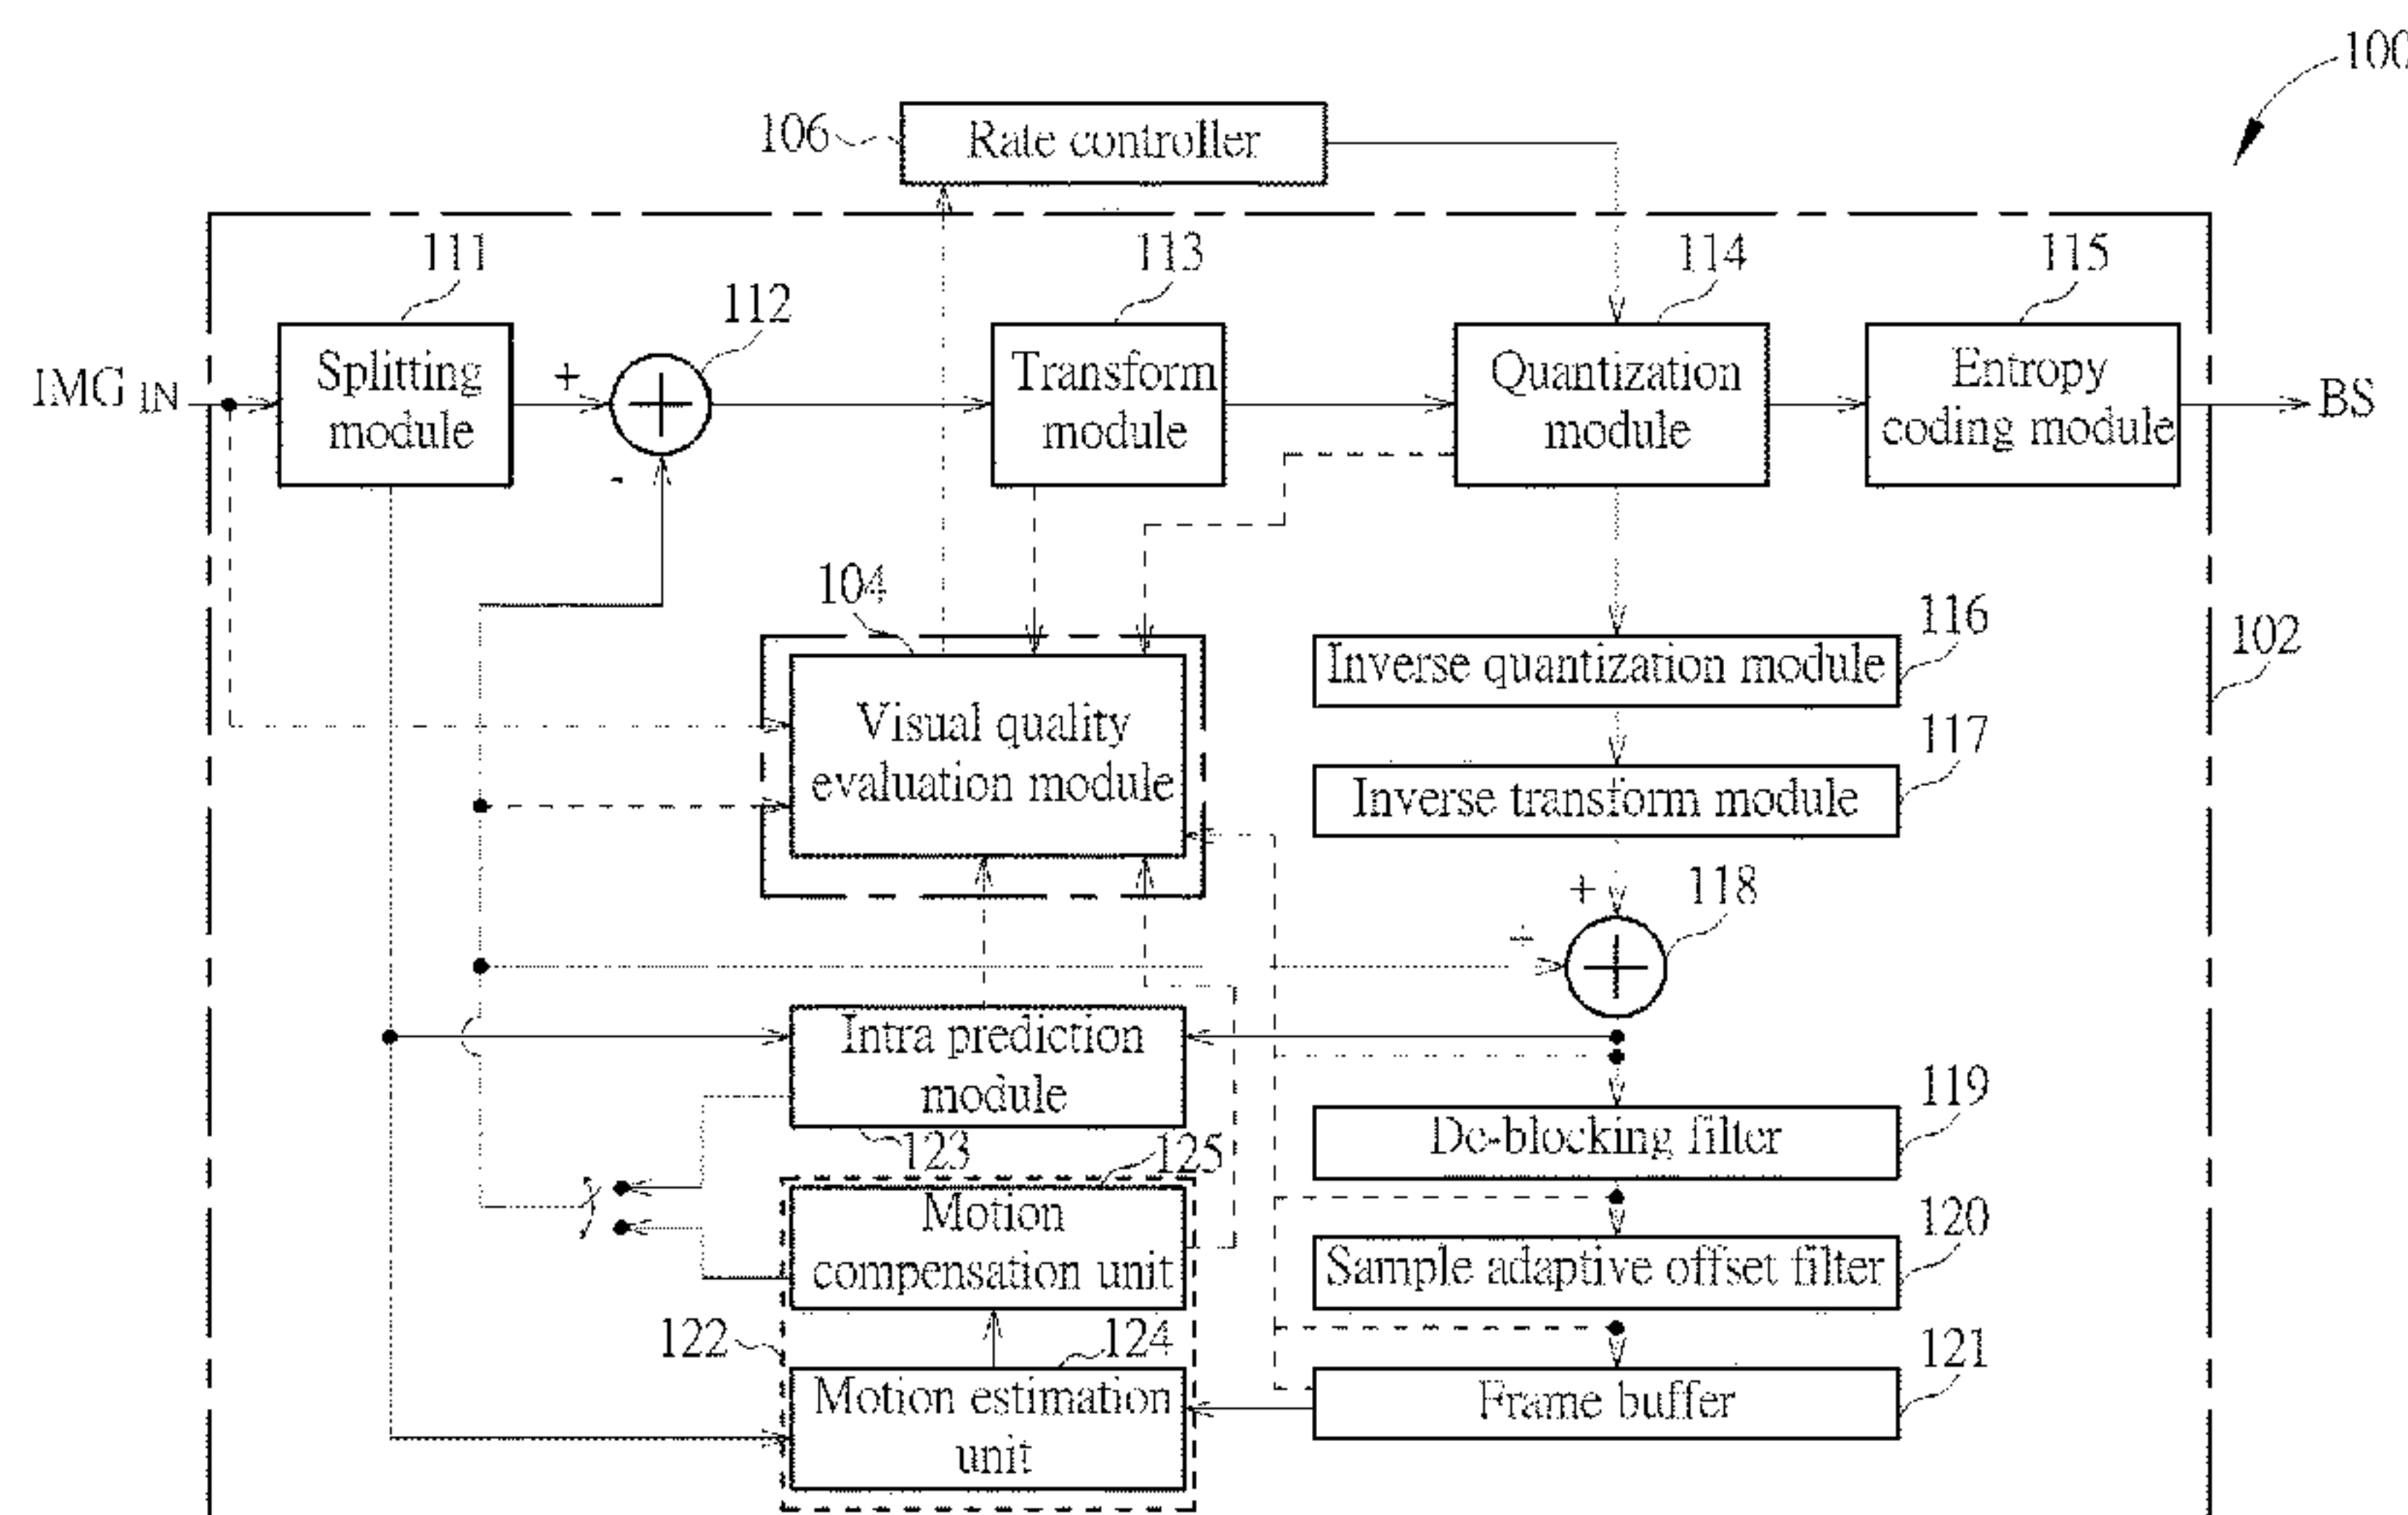 100
106
Rate controller
111
112
113
114
115
IMG IN
Splitting
module
+
-
Transform
module
Quantization
module
Entropy
coding module
BS
104
Visual quality
evaluation module
116
Inverse quantization module
102
117
Inverse transform module
+
118
+
Intra prediction
module
123
119
De-blocking filter
125
Motion
compensation unit
120
Sample adaptive offset filter
122
124
Motion estimation
unit
121
Frame buffer